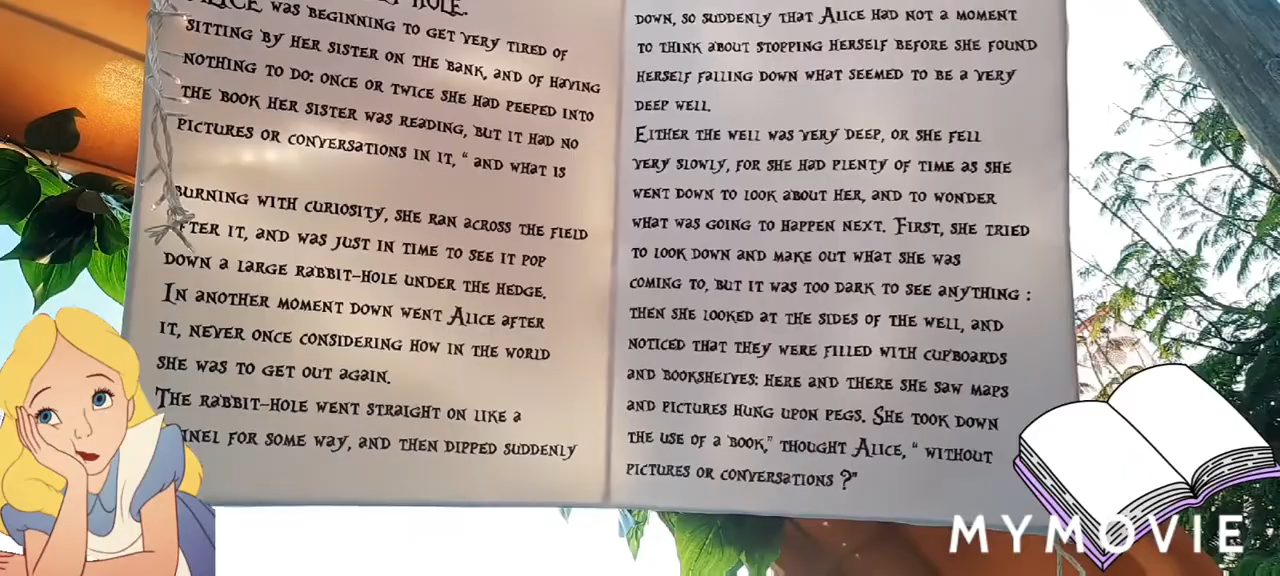 HOLE.
ALICE WAS BEGINNING TO GET VERY TIRED OF
SITTING BY HER SISTER ON THE BANK, AND OF HAVING
NOTHING TO DO: ONCE OR TWICE SHE HAD PEEPED INTO
THE BOOK HER SISTER WAS READING, BUT IT HAD NO
PICTURES OR CONVERSATIONS IN IT, “ AND WHAT IS
BURNING WITH CURIOSITY, SHE RAN ACROSS THE FIELD
AFTER IT, AND WAS JUST IN TIME TO SEE IT POP
DOWN A LARGE RABBIT-HOLE UNDER THE HEDGE.
IN ANOTHER MOMENT DOWN WENT ALICE AFTER
IT, NEVER ONCE CONSIDERING HOW IN THE WORLD
SHE WAS TO GET OUT AGAIN.
THE RABBIT-HOLE WENT STRAIGHT ON LIKE A
NEL FOR SOME WAY, AND THEN DIPPED SUDDENLY
DOWN, SO SUDDENLY THAT ALICE HAD NOT A MOMENT
TO THINK ABOUT STOPPING HERSELF BEFORE SHE FOUND
HERSELF FALLING DOWN WHAT SEEMED TO BE A VERY
DEEP WELL.
EITHER THE WELL WAS VERY DEEP, OR SHE FELL
VERY SLOWLY, FOR SHE HAD PLENTY OF TIME AS SHE
WENT DOWN TO LOOK ABOUT HER, AND TO WONDER
WHAT WAS GOING TO HAPPEN NEXT. FIRST, SHE TRIED
TO LOOK DOWN AND MAKE OUT WHAT SHE WAS
COMING TO, BUT IT WAS TOO DARK TO SEE ANYTHING :
THEN SHE LOOKED AT THE SIDES OF THE WELL, AND
NOTICED THAT THEY WERE FILLED WITH CUPBOARDS
AND BOOKSHELVES: HERE AND THERE SHE SAW MAPS
AND PICTURES HUNG UPON PEGS. SHE TOOK DOWN
THE USE OF A BOOK,” THOUGHT ALICE, “ WITHOUT
PICTURES OR CONVERSATIONS ?”
MYMOVIE